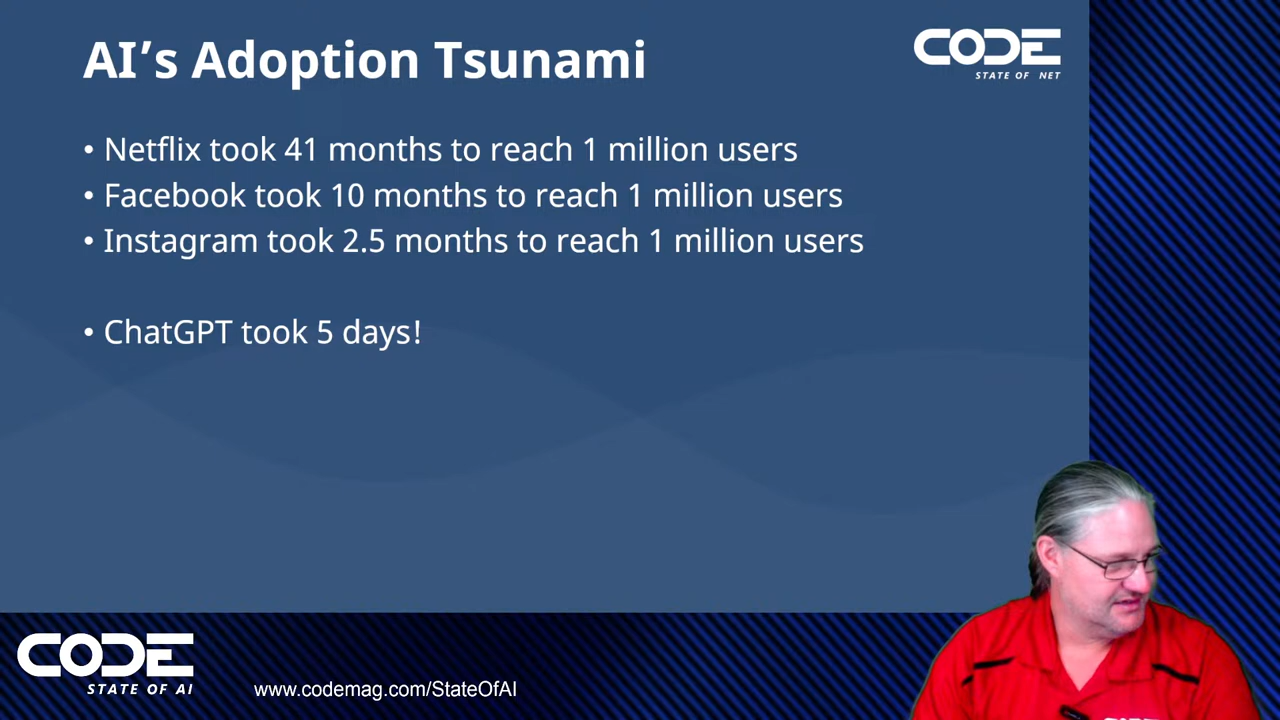 AI's Adoption Tsunami
CODE
STATE OF NET
• Netflix took 41 months to reach 1 million users
• Facebook took 10 months to reach 1 million users
• Instagram took 2.5 months to reach 1 million users
• ChatGPT took 5 days!
CODE
STATE OF AI
www.codemag.com/StateOfAI